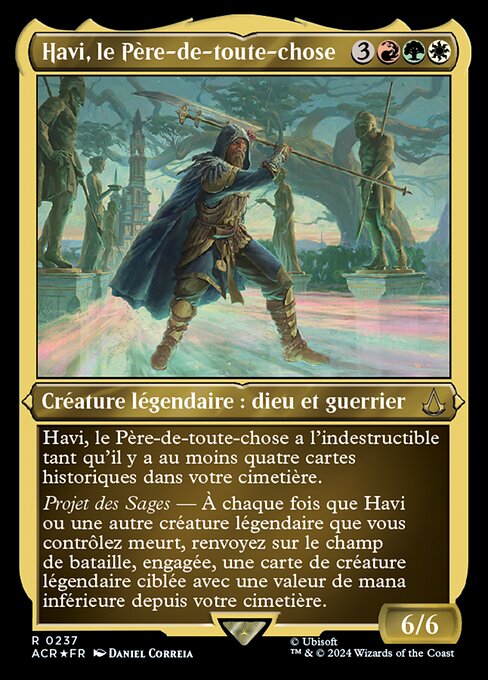 Havi, le Père-de-toute-chose 3
Créature légendaire : dieu et guerrier
Havi, le Père-de-toute-chose a l'indestructible
tant qu'il y a au moins quatre cartes
historiques dans votre cimetière.
Projet des Sages — À chaque fois que Havi
ou une autre créature légendaire que vous
contrôlez meurt, renvoyez sur le champ
de bataille, engagée, une carte de créature
légendaire ciblée avec une valeur de mana
inférieure depuis votre cimetière.
6/6
R 0237
ACR★FR Daniel Correia
© Ubisoft
™ & © 2024 Wizards of the Coast